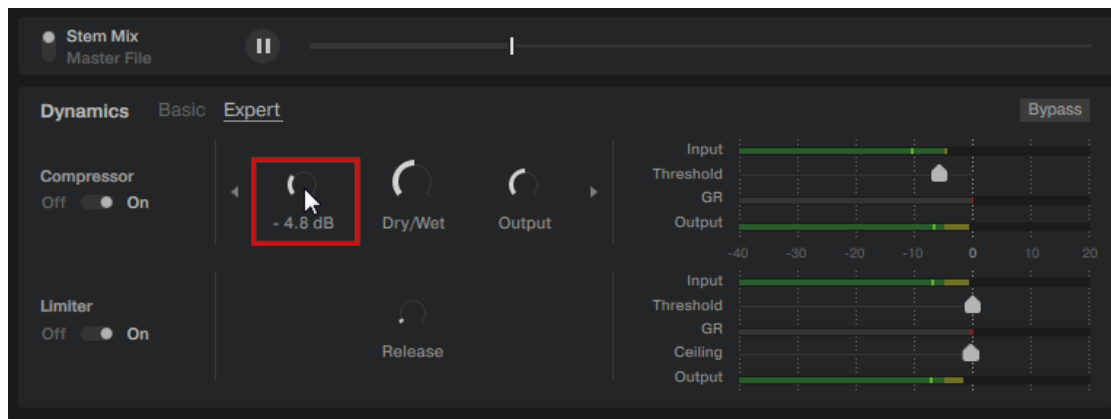 Stem Mix
Master File
Dynamics Basic Expert Bypass
Compressor
Off On
- 4.8 dB Dry/Wet Output
Input
Threshold
GR
Output
-40 -30 -20 -10 0 10 20
Limiter
Off On
Release
Input
Threshold
GR
Ceiling
Output